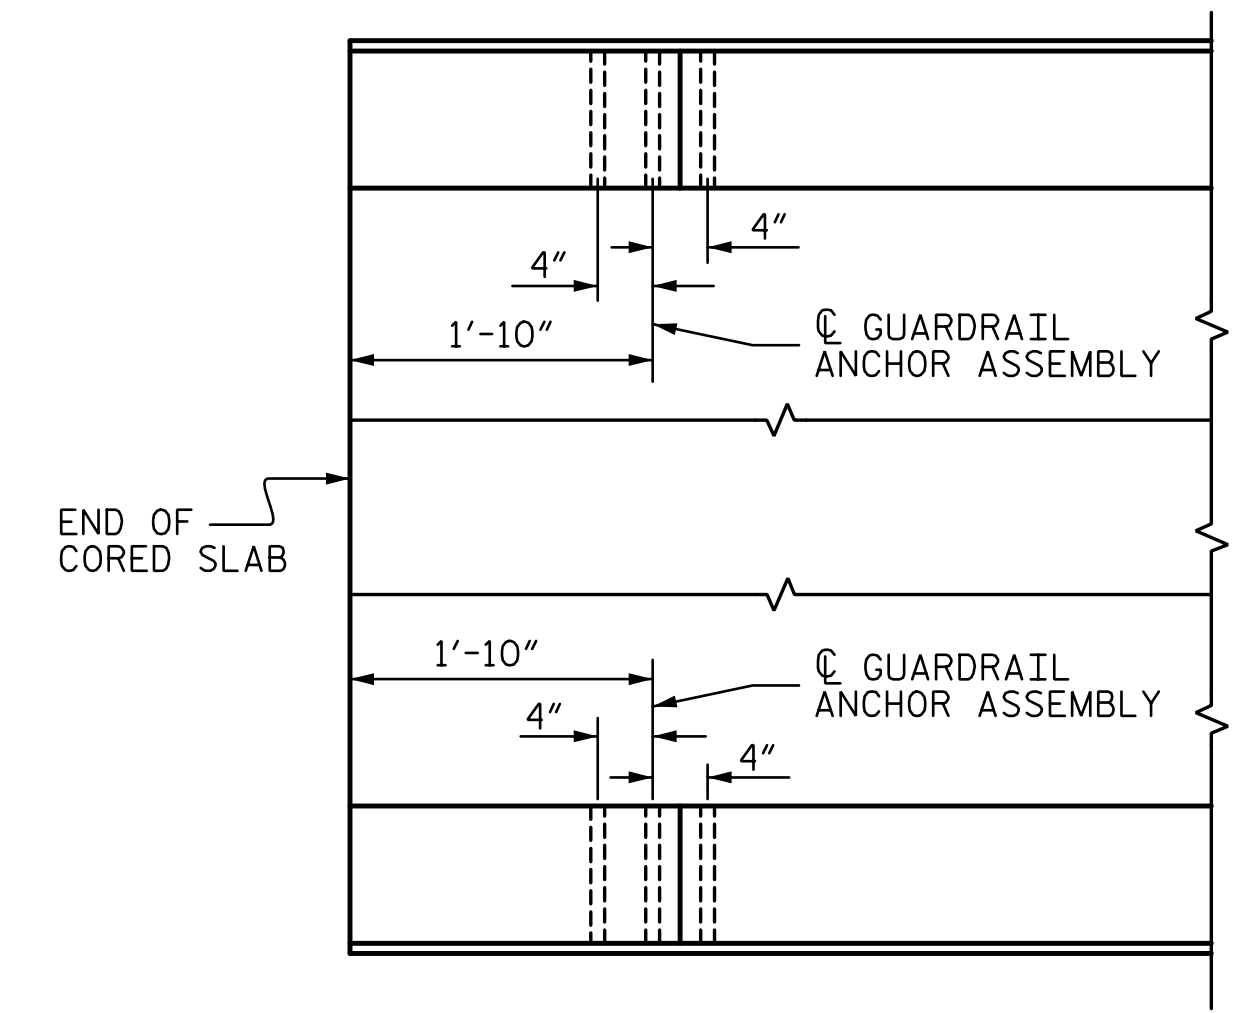 4"
4"
1'-10"
℄ GUARDRAIL
ANCHOR ASSEMBLY
END OF
CORED SLAB
1'-10"
℄ GUARDRAIL
ANCHOR ASSEMBLY
4"
4"